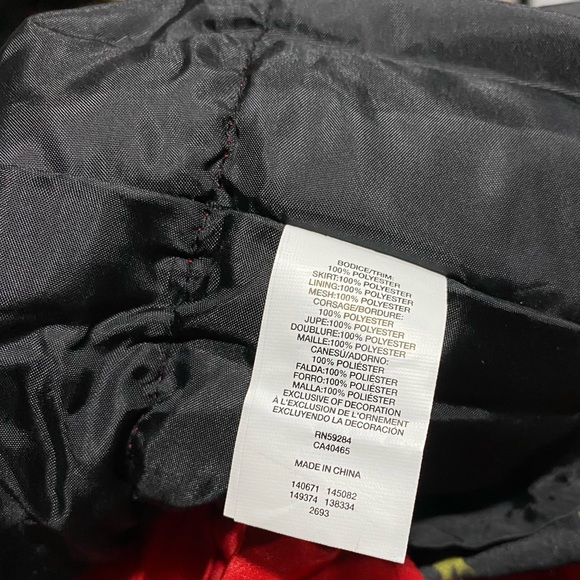 BODICE/TRIM:
100% POLYESTER
SKIRT:100% POLYESTER
LINING:100% POLYESTER
MESH:100% POLYESTER
CORSAGE/BORDURE:
100% POLYESTER
JUPE:100% POLYESTER
DOUBLURE:100% POLYESTER
MAILLE:100% POLYESTER
CANESÚ/ADORNO:
100% POLIÉSTER
FALDA:100% POLIÉSTER
FORRO:100% POLIÉSTER
MALLA:100% POLIÉSTER
EXCLUSIVE OF DECORATION
À L'EXCLUSION DE L'ORNEMENT
EXCLUYENDO LA DECORACIÓN
RN59284
CA40465
MADE IN CHINA
140671 145082
149374 138334
2693